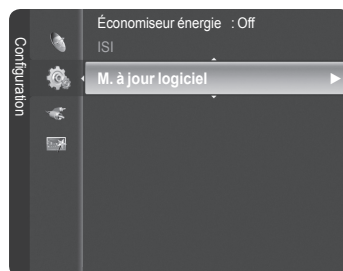 Configuration
Économiseur énergie : Off
ISI
M. à jour logiciel